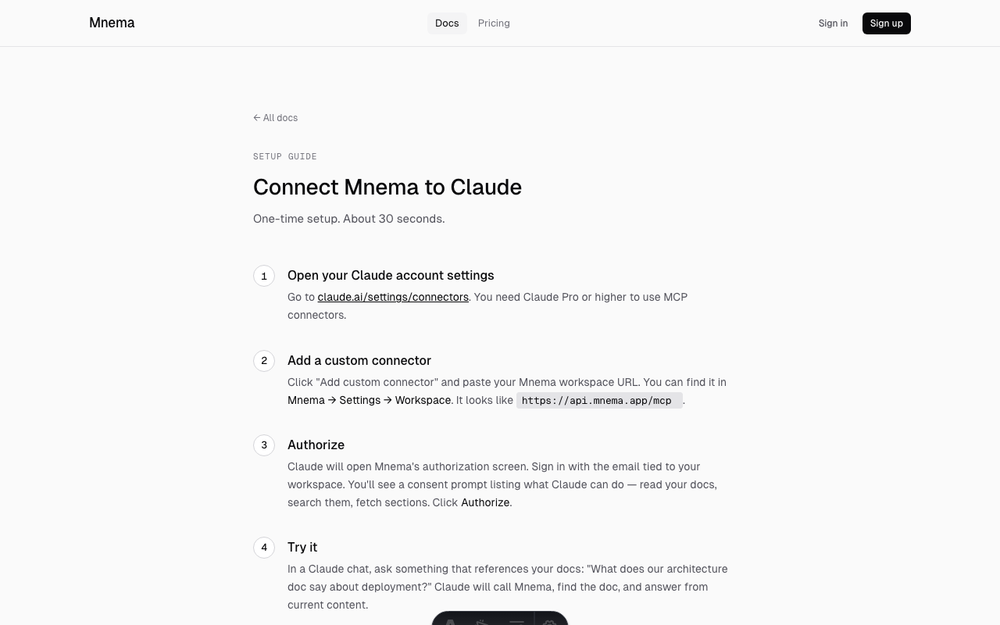 Mnema
Docs
Pricing
Sign in
Sign up
← All docs
SETUP GUIDE
Connect Mnema to Claude
One-time setup. About 30 seconds.
1
Open your Claude account settings
Go to claude.ai/settings/connectors. You need Claude Pro or higher to use MCP
connectors.
2
Add a custom connector
Click "Add custom connector" and paste your Mnema workspace URL. You can find it in
Mnema → Settings → Workspace. It looks like https://api.mnema.app/mcp .
3
Authorize
Claude will open Mnema's authorization screen. Sign in with the email tied to your
workspace. You'll see a consent prompt listing what Claude can do — read your docs,
search them, fetch sections. Click Authorize.
4
Try it
In a Claude chat, ask something that references your docs: "What does our architecture
doc say about deployment?" Claude will call Mnema, find the doc, and answer from
current content.